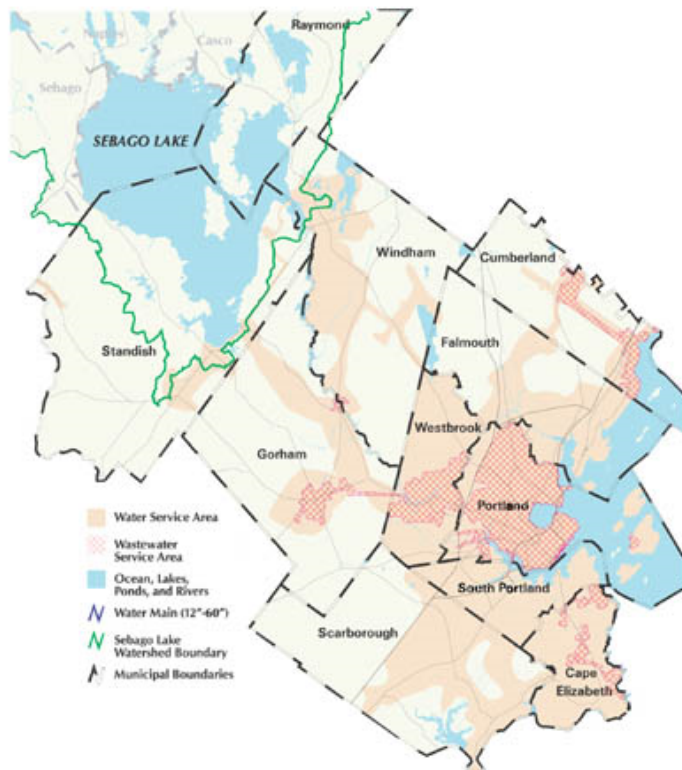 Raymond
Naples
Casco
Sebago
SEBAGO LAKE
Windham
Cumberland
Standish
Falmouth
Westbrook
Gorham
Portland
Water Service Area
Wastewater
Service Area
Ocean, Lakes,
Ponds, and Rivers
Water Main (12"-60")
Sebago Lake
Watershed Boundary
Municipal Boundaries
South Portland
Scarborough
Cape
Elizabeth